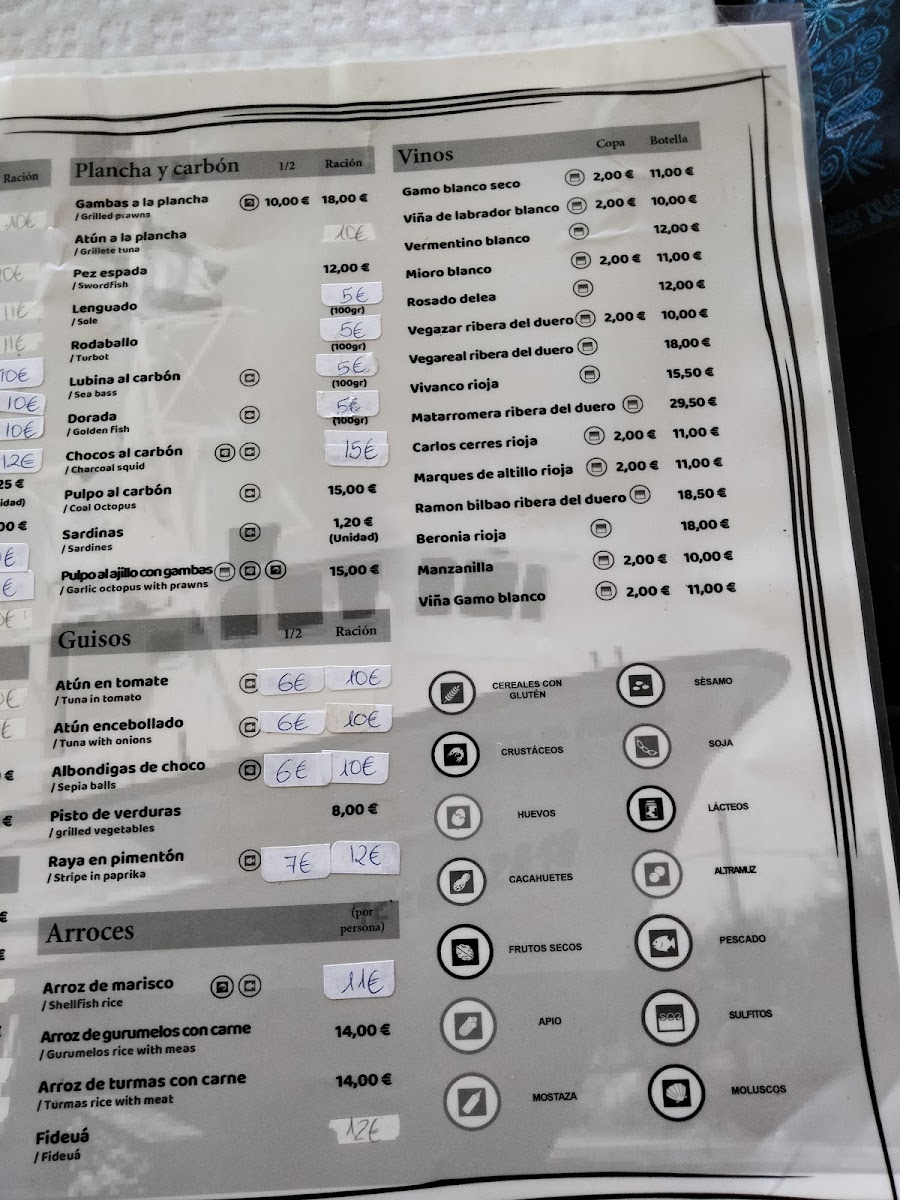 Ración
10€
11€
11€
10€
10€
10€
12€
25 €
Plancha y carbón 1/2 Ración
Gambas a la plancha 10,00 € 18,00 €
/ Grilled prawns
Atún a la plancha 10€
/ Grillete tuna
Pez espada 12,00 €
/ Swordfish
Lenguado 5€
/ Sole (100gr)
Rodaballo 5€
/ Turbot (100gr)
Lubina al carbón 5€
/ Sea bass (100gr)
Dorada 5€
/ Golden fish (100gr)
Chocos al carbón 15€
/ Charcoal squid
Pulpo al carbón 15,00 €
/ Coal Octopus
Sardinas 1,20 €
/ Sardines (Unidad)
Pulpo al ajillo con gambas 15,00 €
/ Garlic octopus with prawns
Guisos 1/2 Ración
Atún en tomate 6€ 10€
/ Tuna in tomato
Atún encebollado 6€ 10€
/ Tuna with onions
Albondigas de choco 6€ 10€
/ Sepia balls
Pisto de verduras 8,00 €
/ grilled vegetables
Raya en pimentón 7€ 12€
/ Stripe in paprika
Arroces (por persona)
Arroz de marisco 11€
/ Shellfish rice
Arroz de gurumelos con carne 14,00 €
/ Gurumelos rice with meas
Arroz de turmas con carne 14,00 €
/ Turmas rice with meat
Fideuá 12€
/ Fideuá
Vinos Copa Botella
Gamo blanco seco 2,00 € 11,00 €
Viña de labrador blanco 2,00 € 10,00 €
Vermentino blanco 12,00 €
Mioro blanco 2,00 € 11,00 €
Rosado delea 12,00 €
Vegazar ribera del duero 2,00 € 10,00 €
Vegareal ribera del duero 18,00 €
Vivanco rioja 15,50 €
Matarromera ribera del duero 29,50 €
Carlos cerres rioja 2,00 € 11,00 €
Marques de altillo rioja 2,00 € 11,00 €
Ramon bilbao ribera del duero 18,50 €
Beronia rioja 18,00 €
Manzanilla 2,00 € 10,00 €
Viña Gamo blanco 2,00 € 11,00 €
CEREALES CON
GLUTÉN
SÈSAMO
CRUSTÁCEOS
SOJA
HUEVOS
LÁCTEOS
CACAHUETES
ALTRAMUZ
FRUTOS SECOS
PESCADO
APIO
SO2
SULFITOS
MOSTAZA
MOLUSCOS